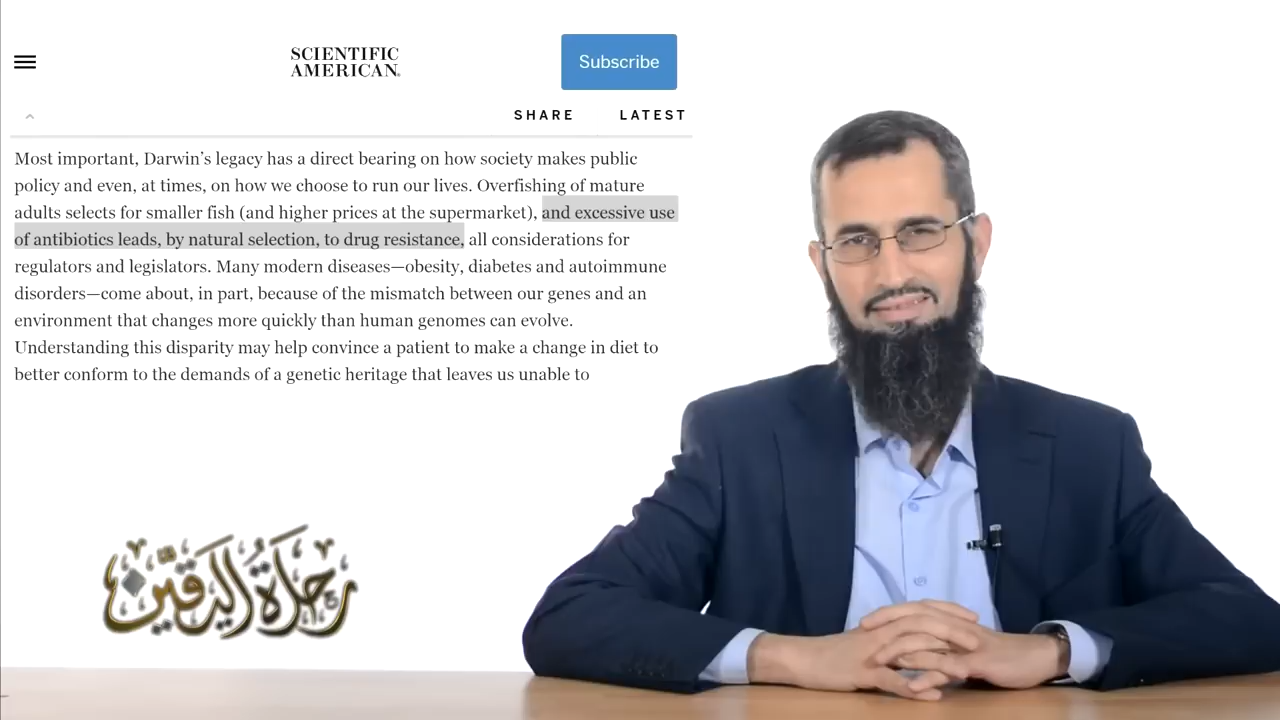 SCIENTIFIC
AMERICAN®
Subscribe
SHARE LATEST
Most important, Darwin’s legacy has a direct bearing on how society makes public
policy and even, at times, on how we choose to run our lives. Overfishing of mature
adults selects for smaller fish (and higher prices at the supermarket), and excessive use
of antibiotics leads, by natural selection, to drug resistance, all considerations for
regulators and legislators. Many modern diseases—obesity, diabetes and autoimmune
disorders—come about, in part, because of the mismatch between our genes and an
environment that changes more quickly than human genomes can evolve.
Understanding this disparity may help convince a patient to make a change in diet to
better conform to the demands of a genetic heritage that leaves us unable to
رحلة اليقين